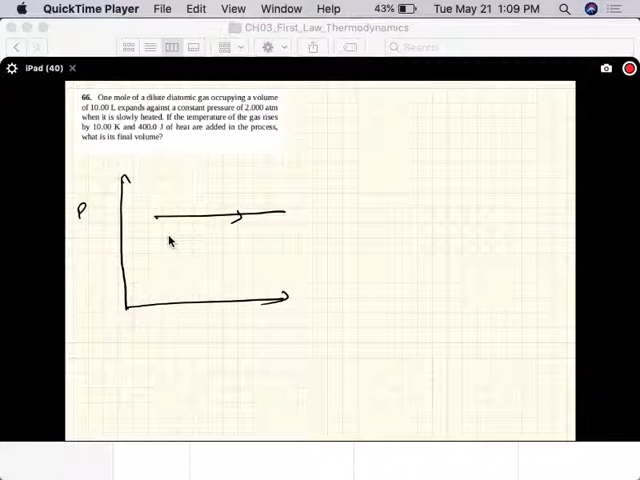 QuickTime Player File Edit View Window Help 43% Tue May 21 1:09 PM
CH03_First_Law_Thermodynamics
Search
iPad (40)
66. One mole of a dilute diatomic gas occupying a volume
of 10.00 L expands against a constant pressure of 2.000 atm
when it is slowly heated. If the temperature of the gas rises
by 10.00 K and 400.0 J of heat are added in the process,
what is its final volume?
P